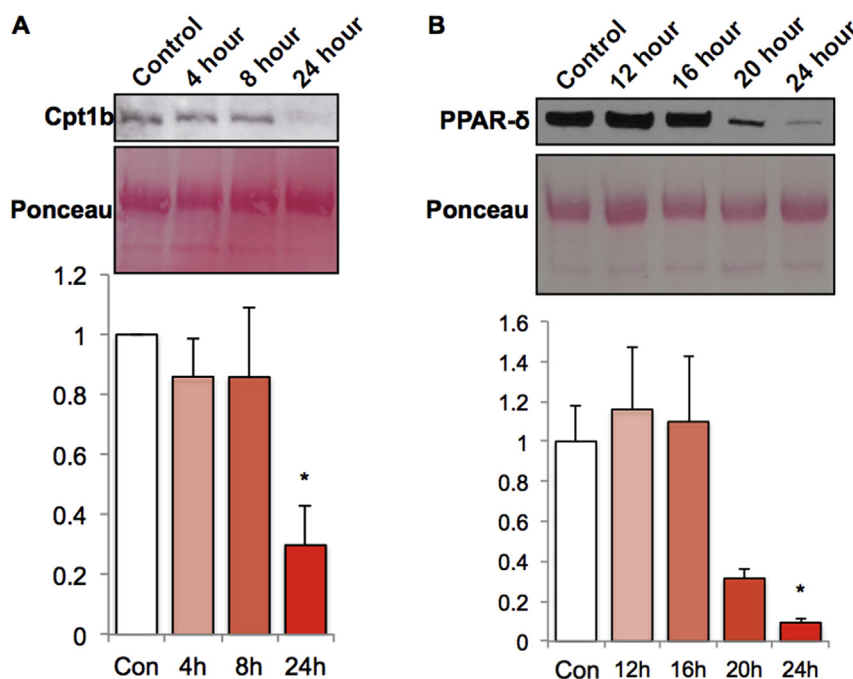 A
Control
4 hour
8 hour
24 hour
Cpt1b
Ponceau
1.2
1
0.8
0.6
0.4
0.2
0
*
Con 4h 8h 24h
B
Control
12 hour
16 hour
20 hour
24 hour
PPAR-δ
Ponceau
1.6
1.4
1.2
1
0.8
0.6
0.4
0.2
0
*
Con 12h 16h 20h 24h